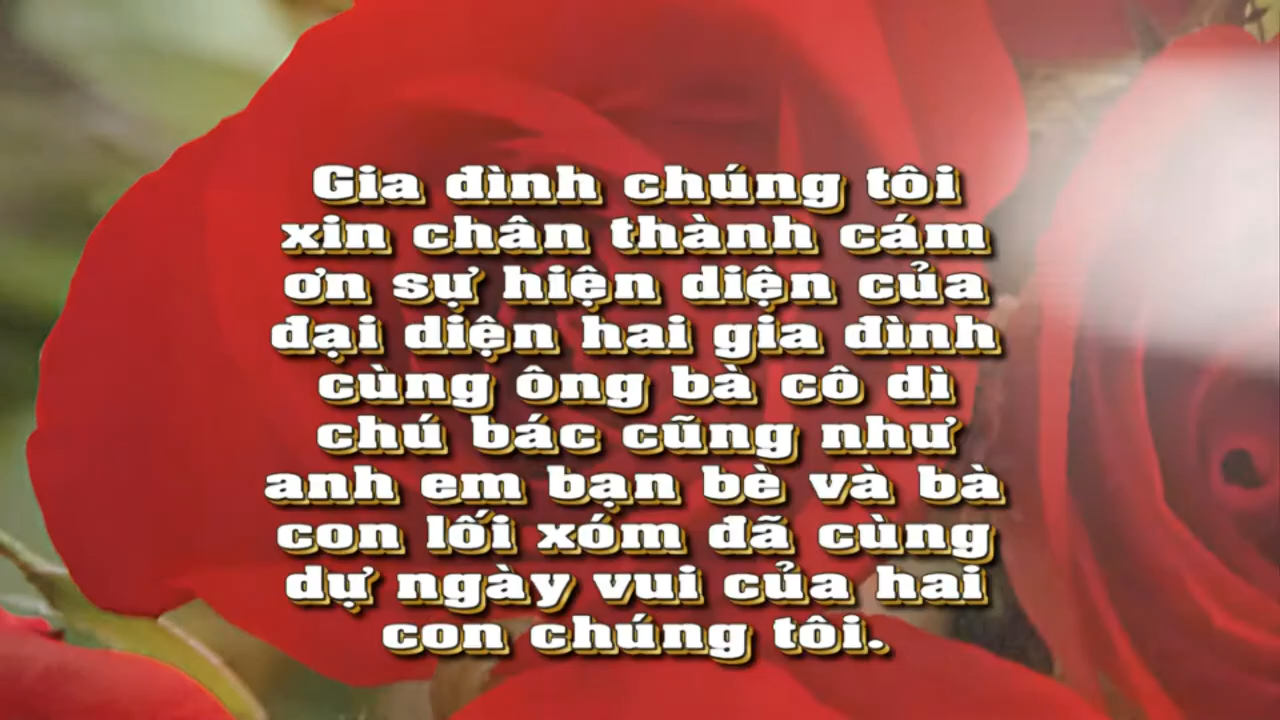 Gia đình chúng tôi
xin chân thành cám
ơn sự hiện diện của
đại diện hai gia đình
cùng ông bà cô dì
chú bác cũng như
anh em bạn bè và bà
con lối xóm đã cùng
dự ngày vui của hai
con chúng tôi.